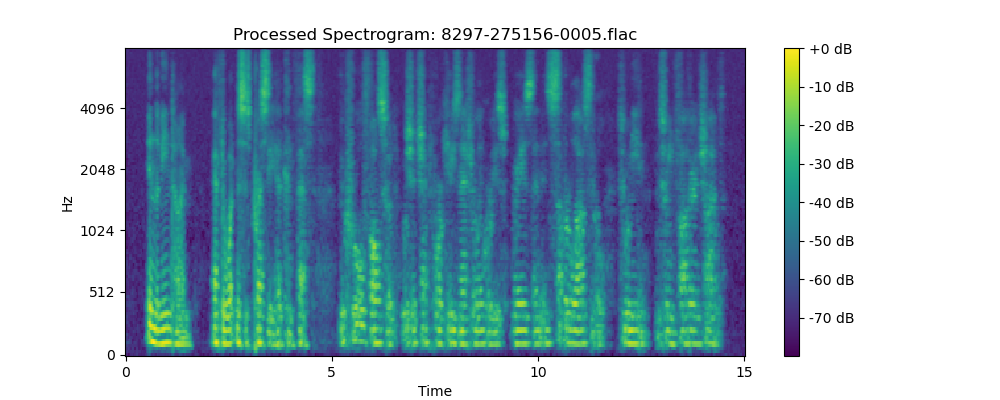 Processed Spectrogram: 8297-275156-0005.flac
+0 dB
4096
-10 dB
-20 dB
2048
-30 dB
Hz
1024
-40 dB
-50 dB
512
-60 dB
-70 dB
0
0 5 10 15
Time